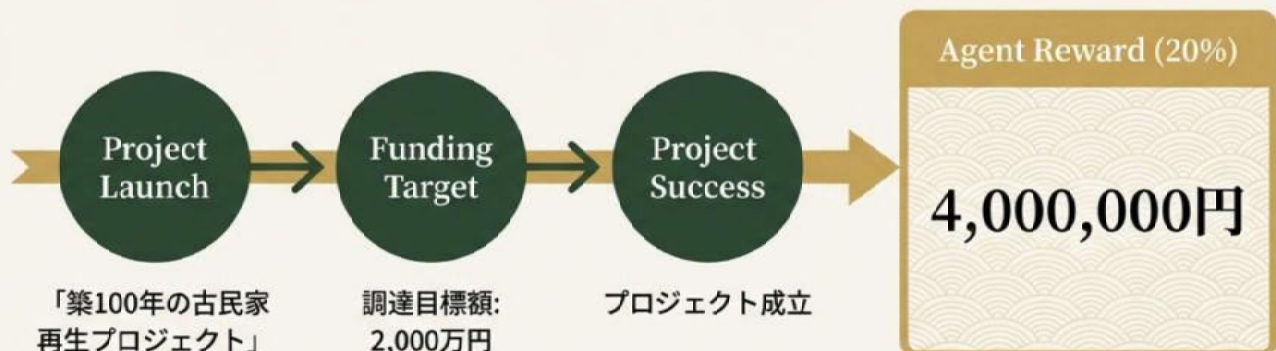 Project
Launch
Funding
Target
Project
Success
Agent Reward (20%)
4,000,000円
「築100年の古民家
再生プロジェクト」
調達目標額:
2,000万円
プロジェクト成立